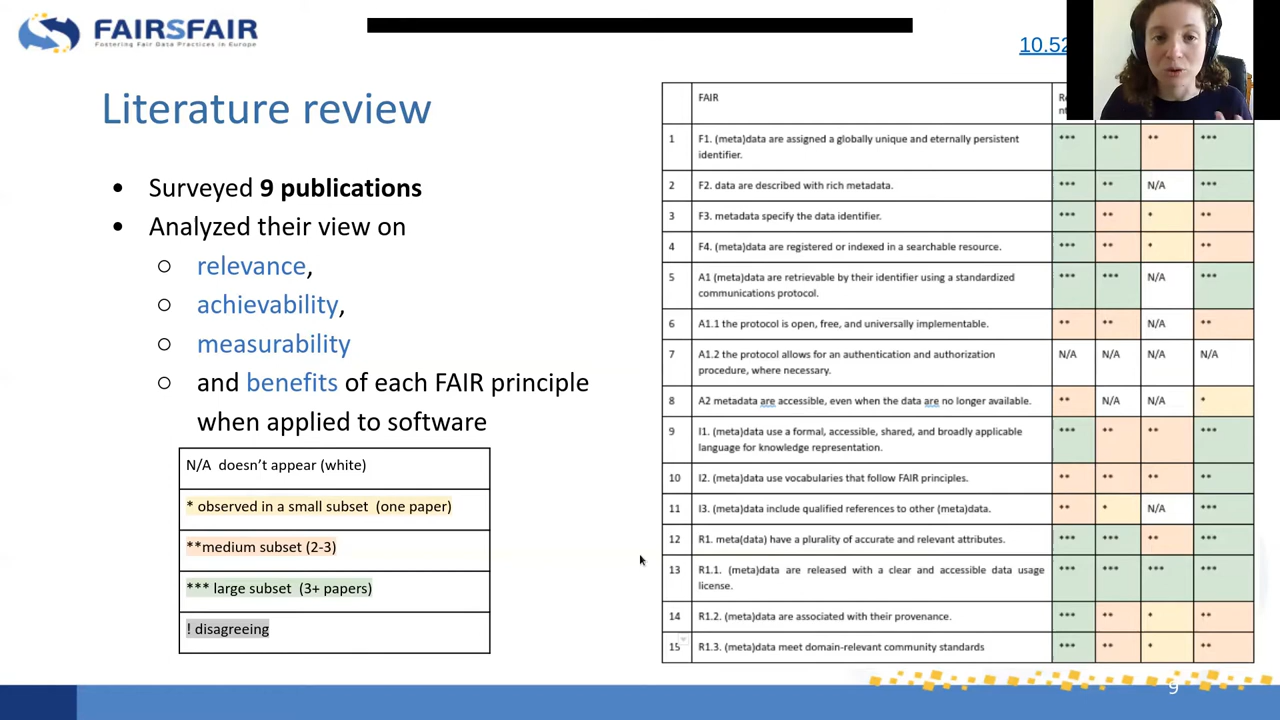 FAIRSFAIR
Fostering Fair Data Practices in Europe
10.52
Literature review
• Surveyed 9 publications
• Analyzed their view on
○ relevance,
○ achievability,
○ measurability
○ and benefits of each FAIR principle
when applied to software
N/A doesn't appear (white)
* observed in a small subset (one paper)
**medium subset (2-3)
*** large subset (3+ papers)
! disagreeing
FAIR
1 F1. (meta)data are assigned a globally unique and eternally persistent *** *** ** ***
identifier.
2 F2. data are described with rich metadata. *** ** N/A ***
3 F3. metadata specify the data identifier. *** ** * **
4 F4. (meta)data are registered or indexed in a searchable resource. *** ** * **
5 A1 (meta)data are retrievable by their identifier using a standardized *** *** N/A ***
communications protocol.
6 A1.1 the protocol is open, free, and universally implementable. ** ** N/A **
7 A1.2 the protocol allows for an authentication and authorization N/A N/A N/A N/A
procedure, where necessary.
8 A2 metadata are accessible, even when the data are no longer available. ** N/A N/A *
9 I1. (meta)data use a formal, accessible, shared, and broadly applicable *** ** ** ***
language for knowledge representation.
10 I2. (meta)data use vocabularies that follow FAIR principles. ** ** ** **
11 I3. (meta)data include qualified references to other (meta)data. ** * N/A ***
12 R1. meta(data) have a plurality of accurate and relevant attributes. *** *** ** ***
13 R1.1. (meta)data are released with a clear and accessible data usage *** *** *** ***
license.
14 R1.2. (meta)data are associated with their provenance. *** ** * **
15 R1.3. (meta)data meet domain-relevant community standards *** ** * **
9